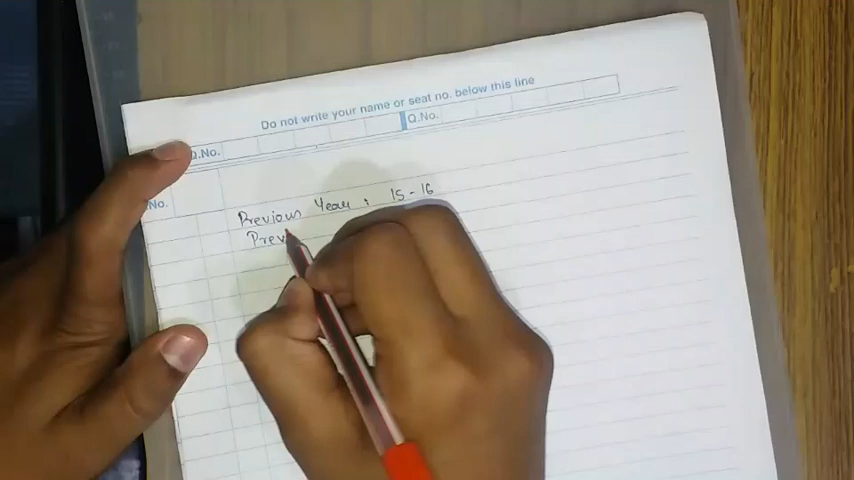 Do not write your name or seat no. below this line
Q.No. Q.No.
No.
Previous Year : 15-16
Prev